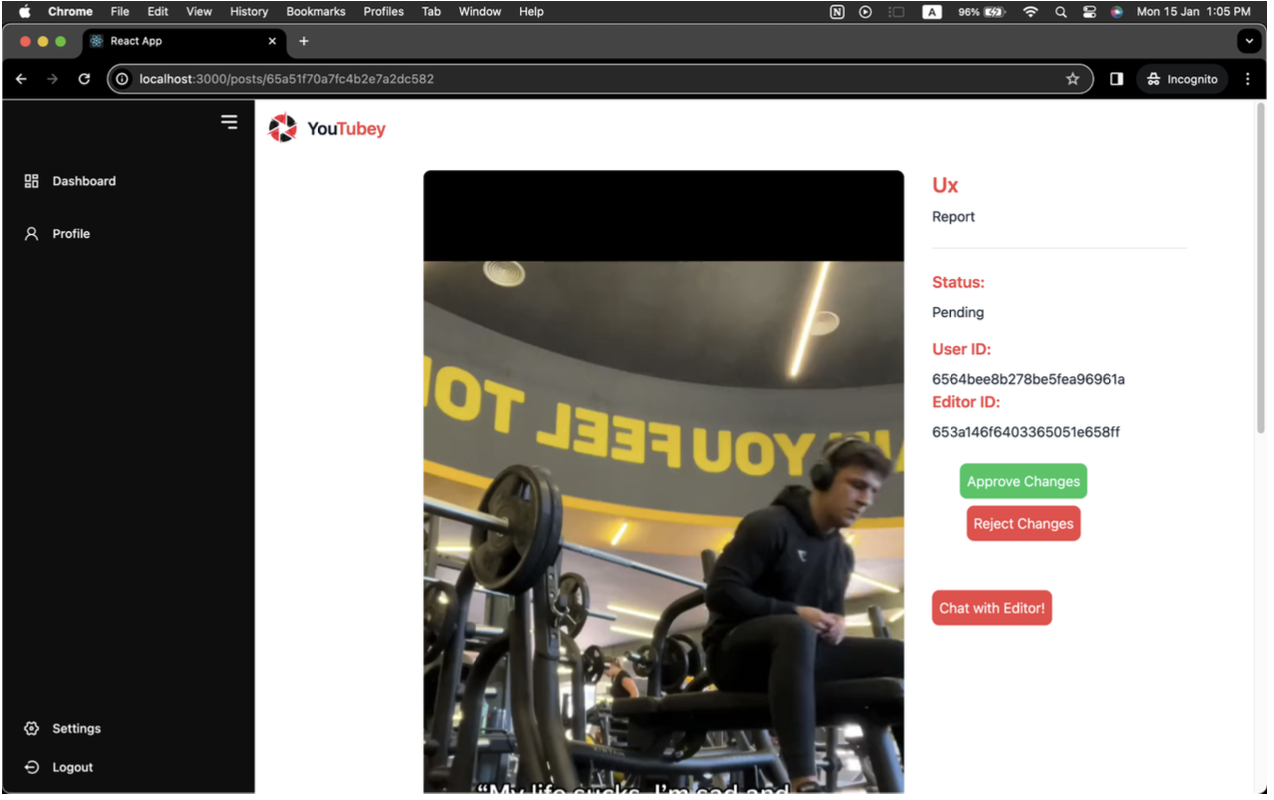 Chrome File Edit View History Bookmarks Profiles Tab Window Help A 96% Mon 15 Jan 1:05 PM
React App
localhost:3000/posts/65a51f70a7fc4b2e7a2dc582 Incognito
YouTubey
Dashboard
Profile
Settings
Logout
YOU FEEL
"My life sucks, I'm sad and
Ux
Report
Status:
Pending
User ID:
6564bee8b278be5fea96961a
Editor ID:
653a146f6403365051e658ff
Approve Changes
Reject Changes
Chat with Editor!